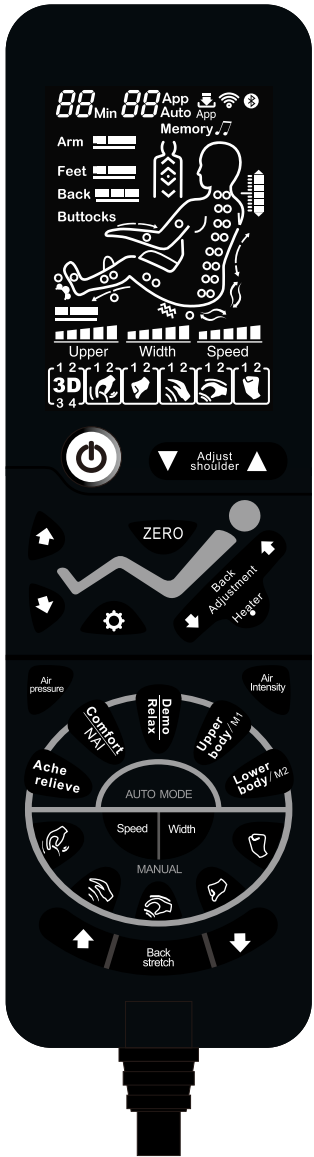 88Min 88App
Auto App
Memory
Arm
Feet
Back
Buttocks
Upper Width Speed
1 2 1 2 1 2 1 2 1 2 1 2
3D
3 4
Adjust
shoulder
ZERO
Back
Adjustment
Heater
Air
pressure
Air
Intensity
Demo
Relax
Comfort
NAI
Upper
body/M1
Ache
relieve
Lower
body/M2
AUTO MODE
Speed Width
MANUAL
Back
stretch